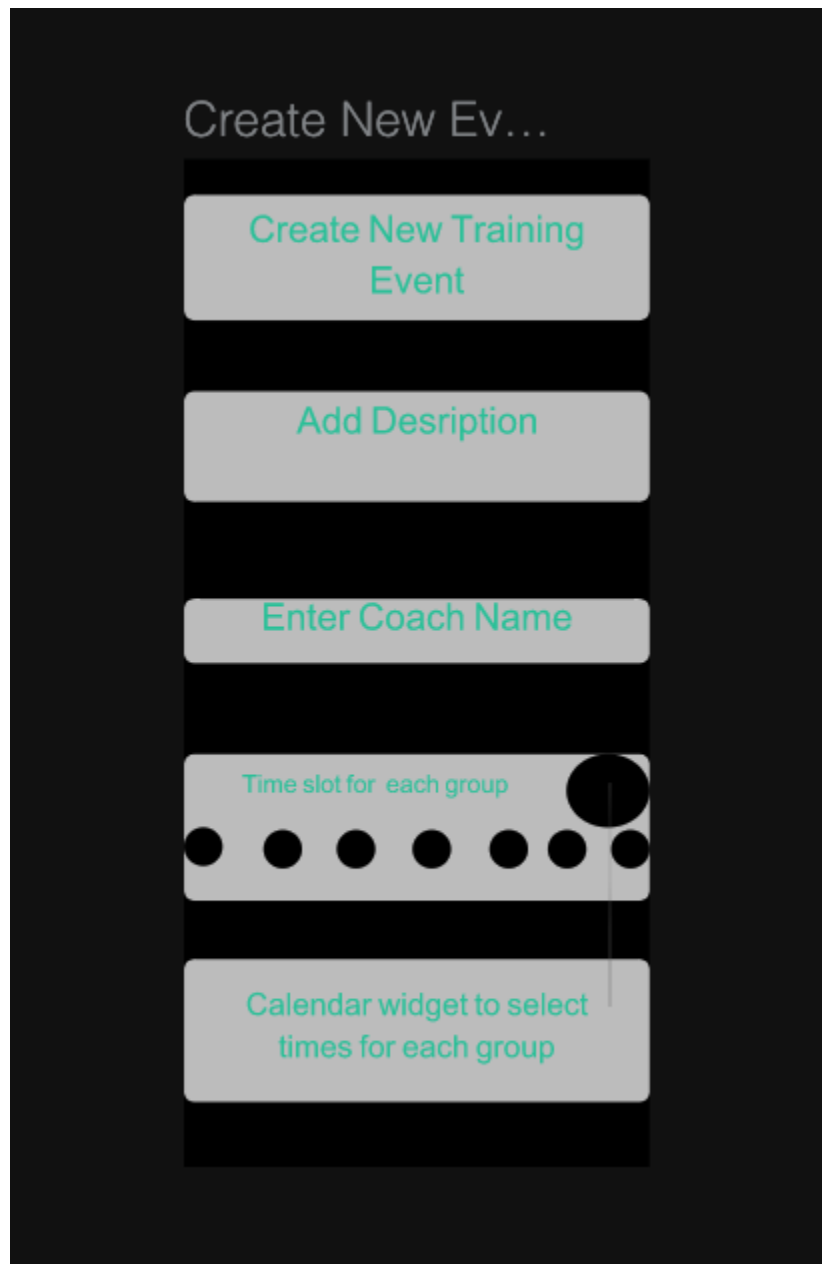 Create New Ev...
Create New Training
Event
Add Desription
Enter Coach Name
Time slot for each group
Calendar widget to select
times for each group